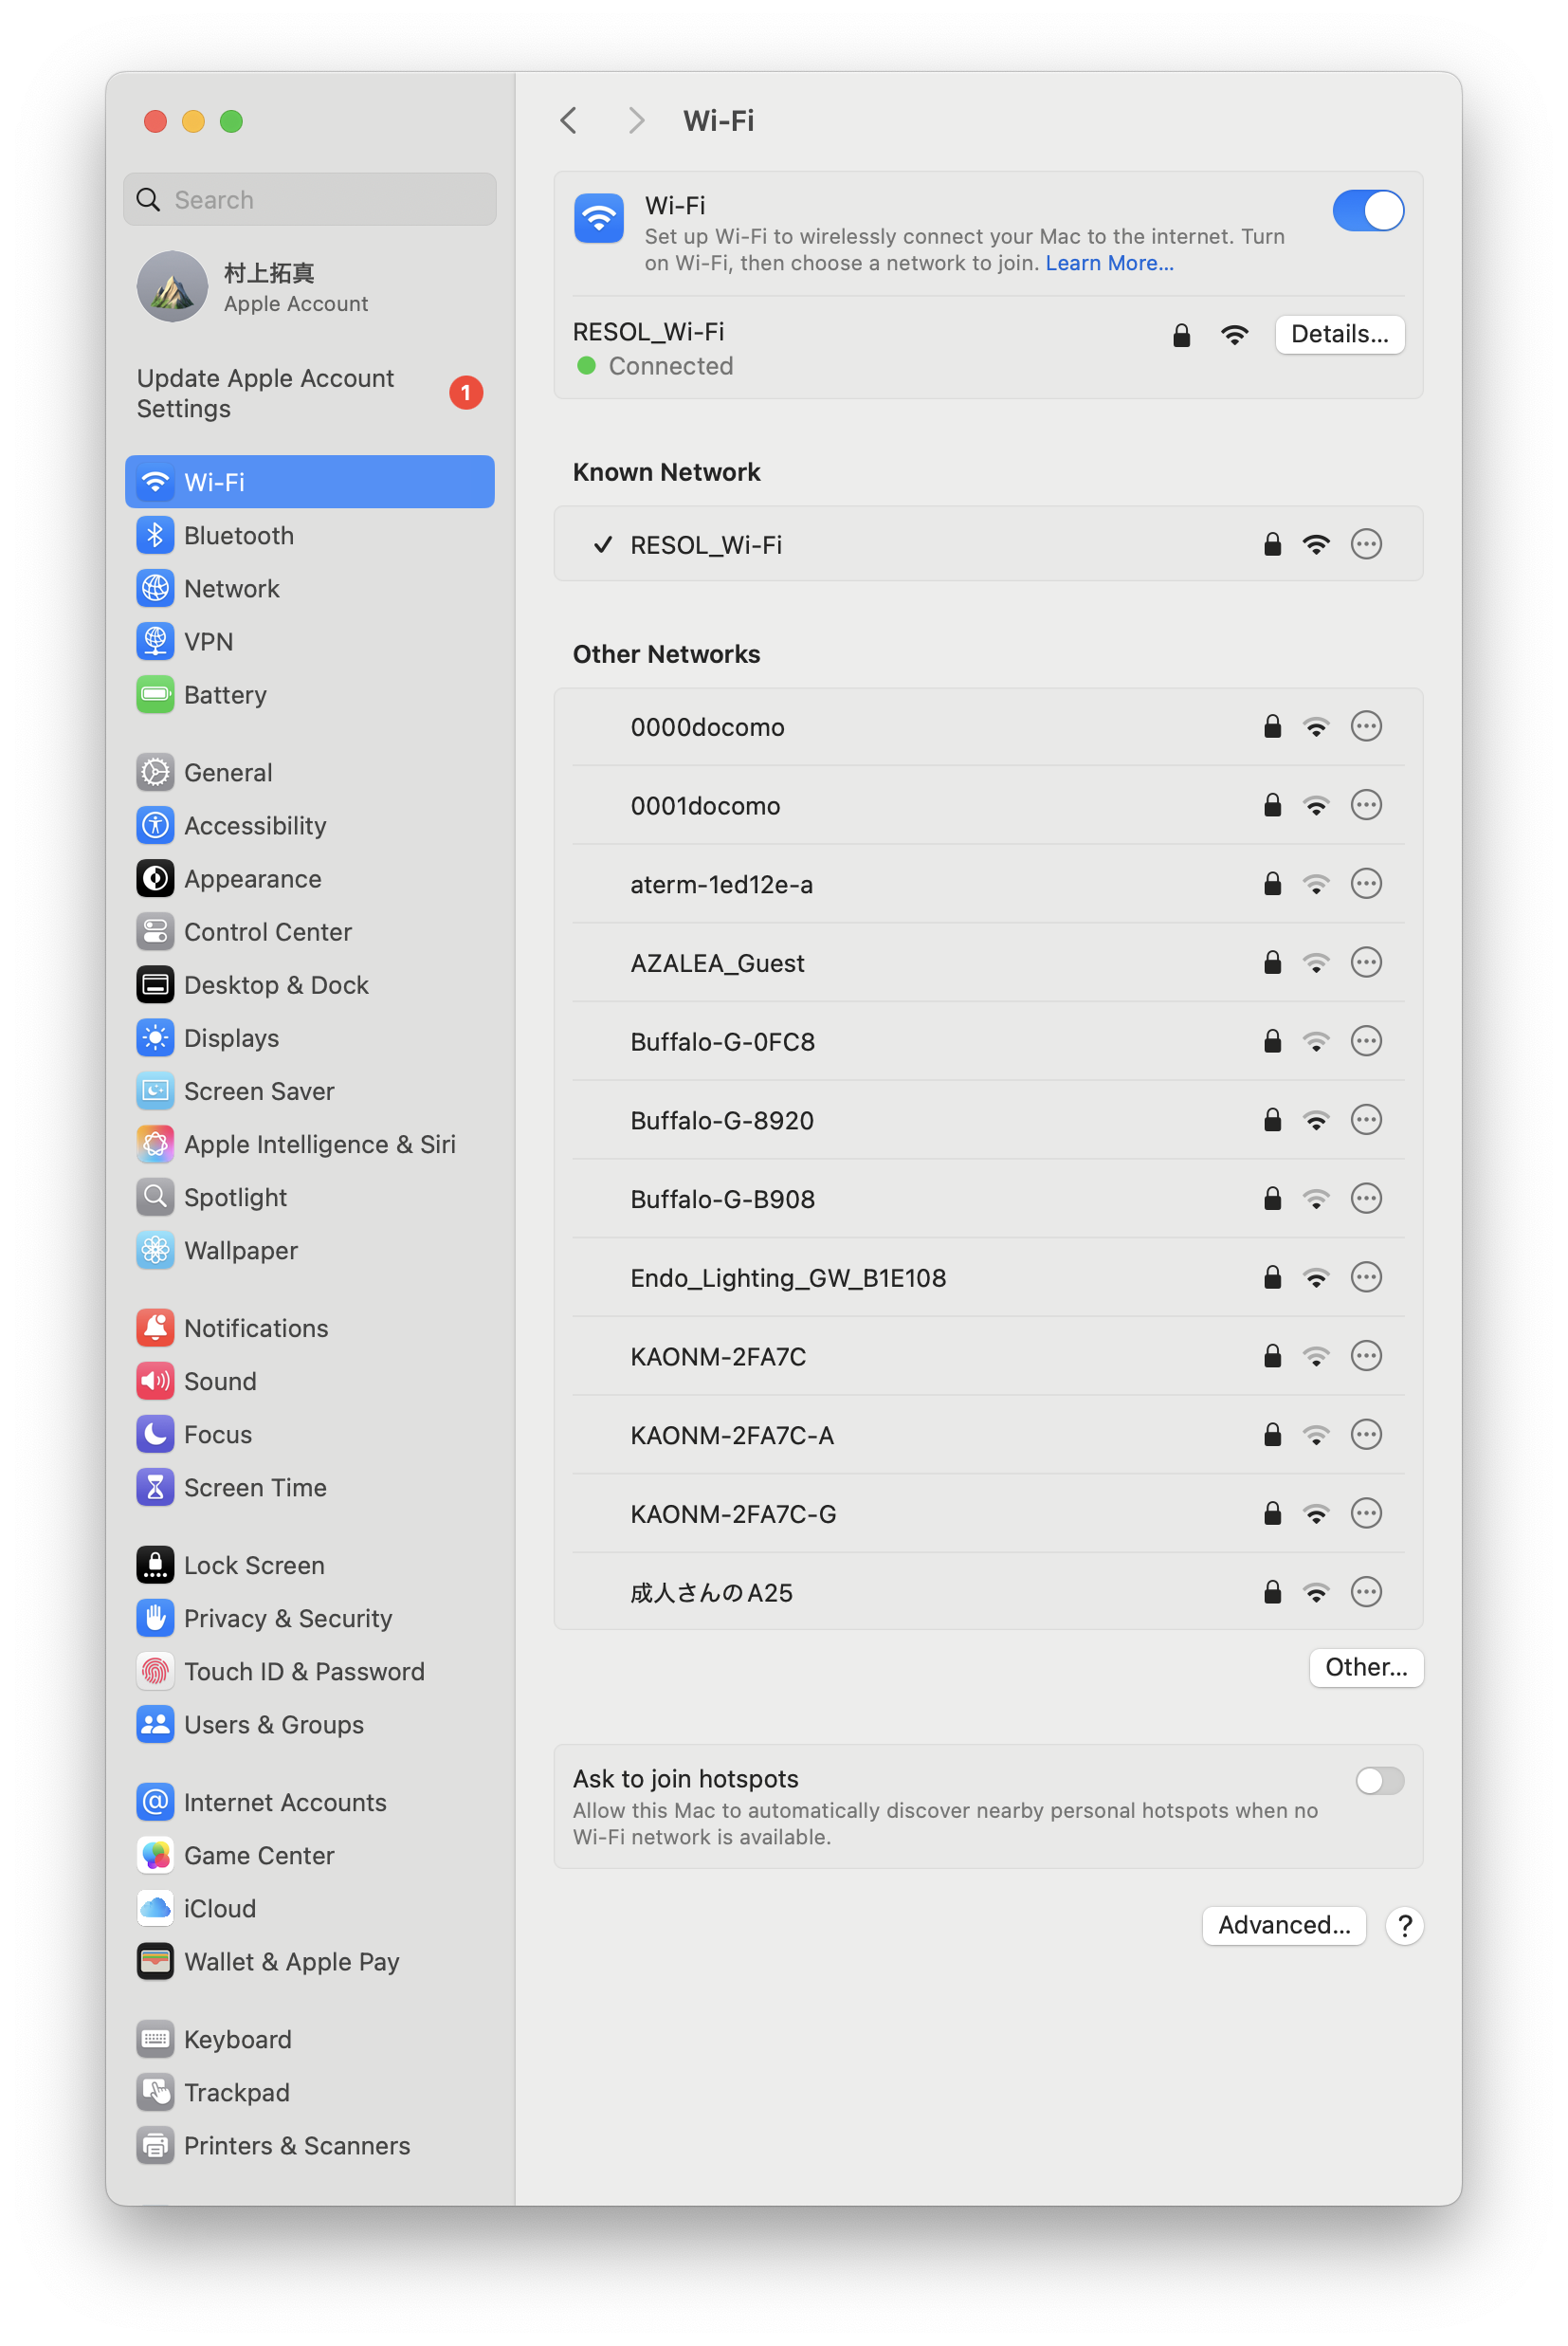 Search
村上拓真
Apple Account
Update Apple Account
Settings
1
Wi-Fi
Bluetooth
Network
VPN
Battery
General
Accessibility
Appearance
Control Center
Desktop & Dock
Displays
Screen Saver
Apple Intelligence & Siri
Spotlight
Wallpaper
Notifications
Sound
Focus
Screen Time
Lock Screen
Privacy & Security
Touch ID & Password
Users & Groups
Internet Accounts
Game Center
iCloud
Wallet & Apple Pay
Keyboard
Trackpad
Printers & Scanners
Wi-Fi
Wi-Fi
Set up Wi-Fi to wirelessly connect your Mac to the internet. Turn
on Wi-Fi, then choose a network to join. Learn More...
RESOL_Wi-Fi
Details...
Connected
Known Network
RESOL_Wi-Fi
Other Networks
0000docomo
0001docomo
aterm-1ed12e-a
AZALEA_Guest
Buffalo-G-0FC8
Buffalo-G-8920
Buffalo-G-B908
Endo_Lighting_GW_B1E108
KAONM-2FA7C
KAONM-2FA7C-A
KAONM-2FA7C-G
成人さんのA25
Other...
Ask to join hotspots
Allow this Mac to automatically discover nearby personal hotspots when no
Wi-Fi network is available.
Advanced...
?